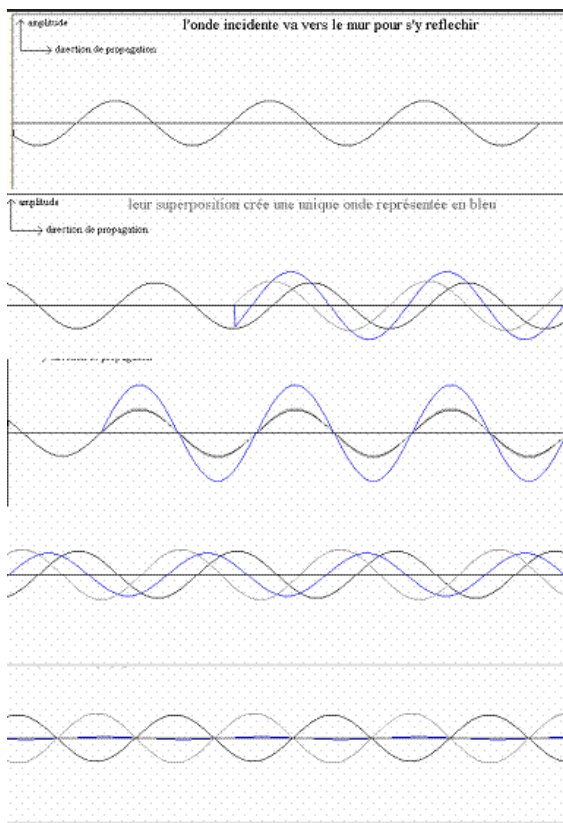 l'onde incidente va vers le mur pour s'y reflechir
amplitude
direction de propagation
leur superposition crée une unique onde représentée en bleu
amplitude
direction de propagation